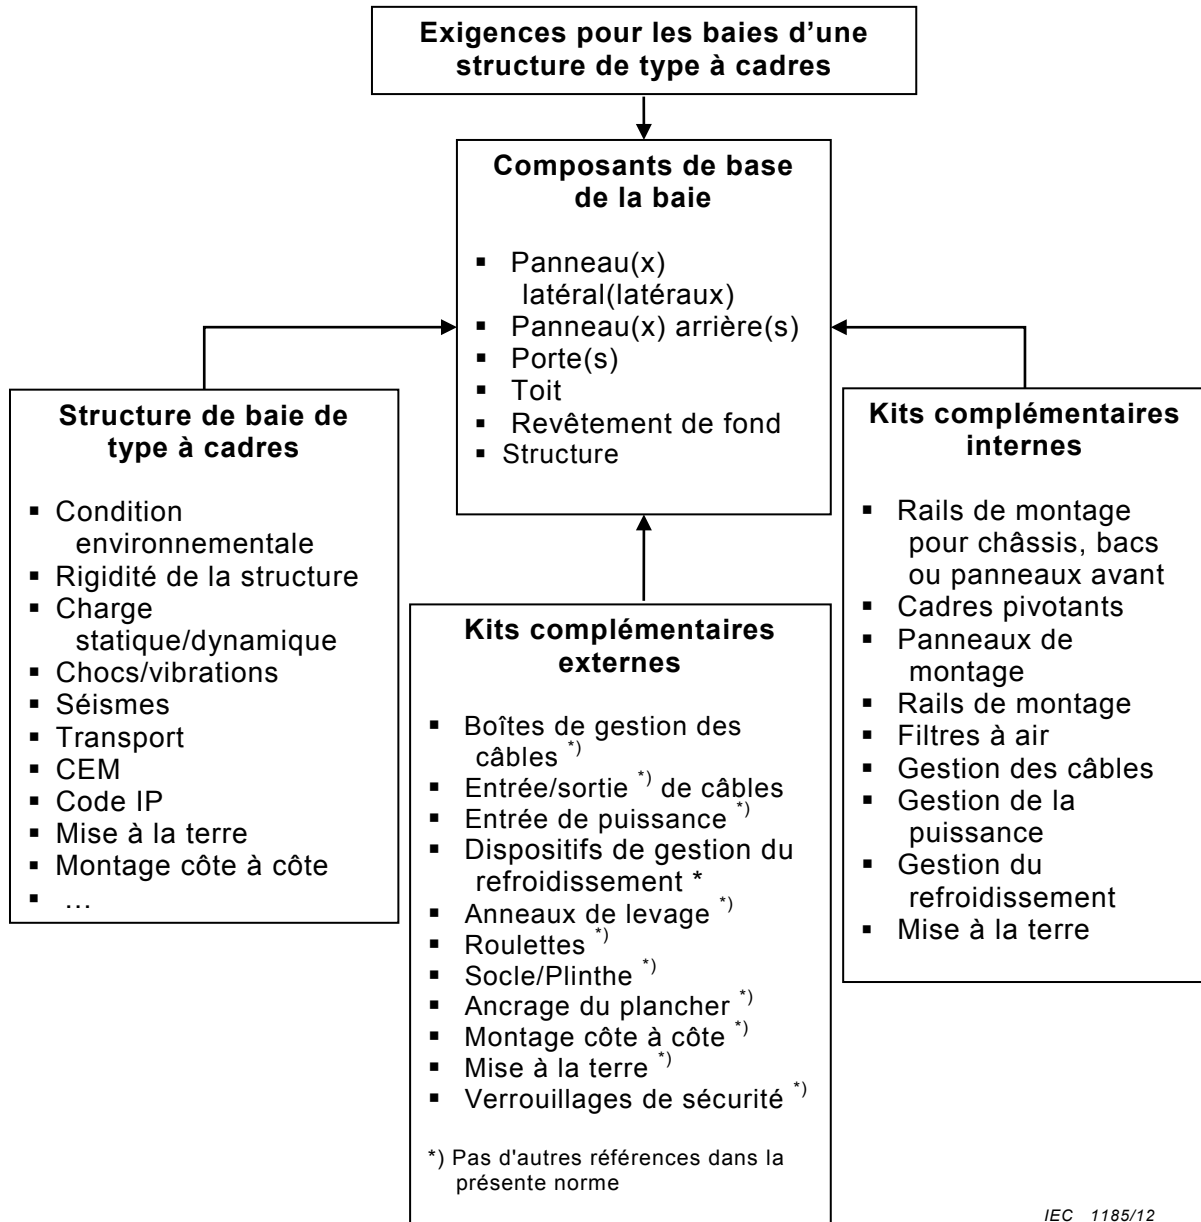 Exigences pour les baies d’une
structure de type à cadres
Composants de base
de la baie
▪ Panneau(x)
latéral(latéraux)
▪ Panneau(x) arrière(s)
▪ Porte(s)
▪ Toit
▪ Revêtement de fond
▪ Structure
Structure de baie de
type à cadres
▪ Condition
environnementale
▪ Rigidité de la structure
▪ Charge
statique/dynamique
▪ Chocs/vibrations
▪ Séismes
▪ Transport
▪ CEM
▪ Code IP
▪ Mise à la terre
▪ Montage côte à côte
▪ ...
Kits complémentaires
externes
▪ Boîtes de gestion des
câbles *)
▪ Entrée/sortie *) de câbles
▪ Entrée de puissance *)
▪ Dispositifs de gestion du
refroidissement *
▪ Anneaux de levage *)
▪ Roulettes *)
▪ Socle/Plinthe *)
▪ Ancrage du plancher *)
▪ Montage côte à côte *)
▪ Mise à la terre *)
▪ Verrouillages de sécurité *)
*) Pas d'autres références dans la
présente norme
Kits complémentaires
internes
▪ Rails de montage
pour châssis, bacs
ou panneaux avant
▪ Cadres pivotants
▪ Panneaux de
montage
▪ Rails de montage
▪ Filtres à air
▪ Gestion des câbles
▪ Gestion de la
puissance
▪ Gestion du
refroidissement
▪ Mise à la terre
IEC 1185/12